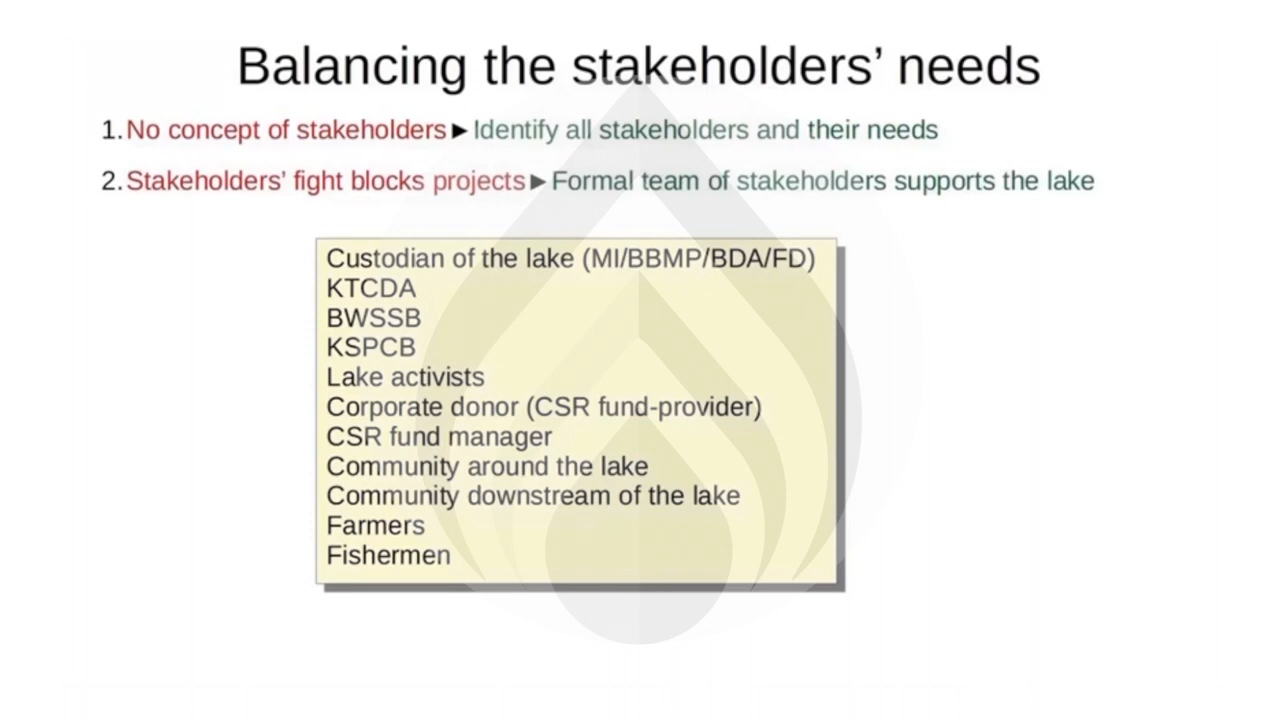 Balancing the stakeholders’ needs
1. No concept of stakeholders ► Identify all stakeholders and their needs
2. Stakeholders’ fight blocks projects ► Formal team of stakeholders supports the lake
Custodian of the lake (MI/BBMP/BDA/FD)
KTCDA
BWSSB
KSPCB
Lake activists
Corporate donor (CSR fund-provider)
CSR fund manager
Community around the lake
Community downstream of the lake
Farmers
Fishermen